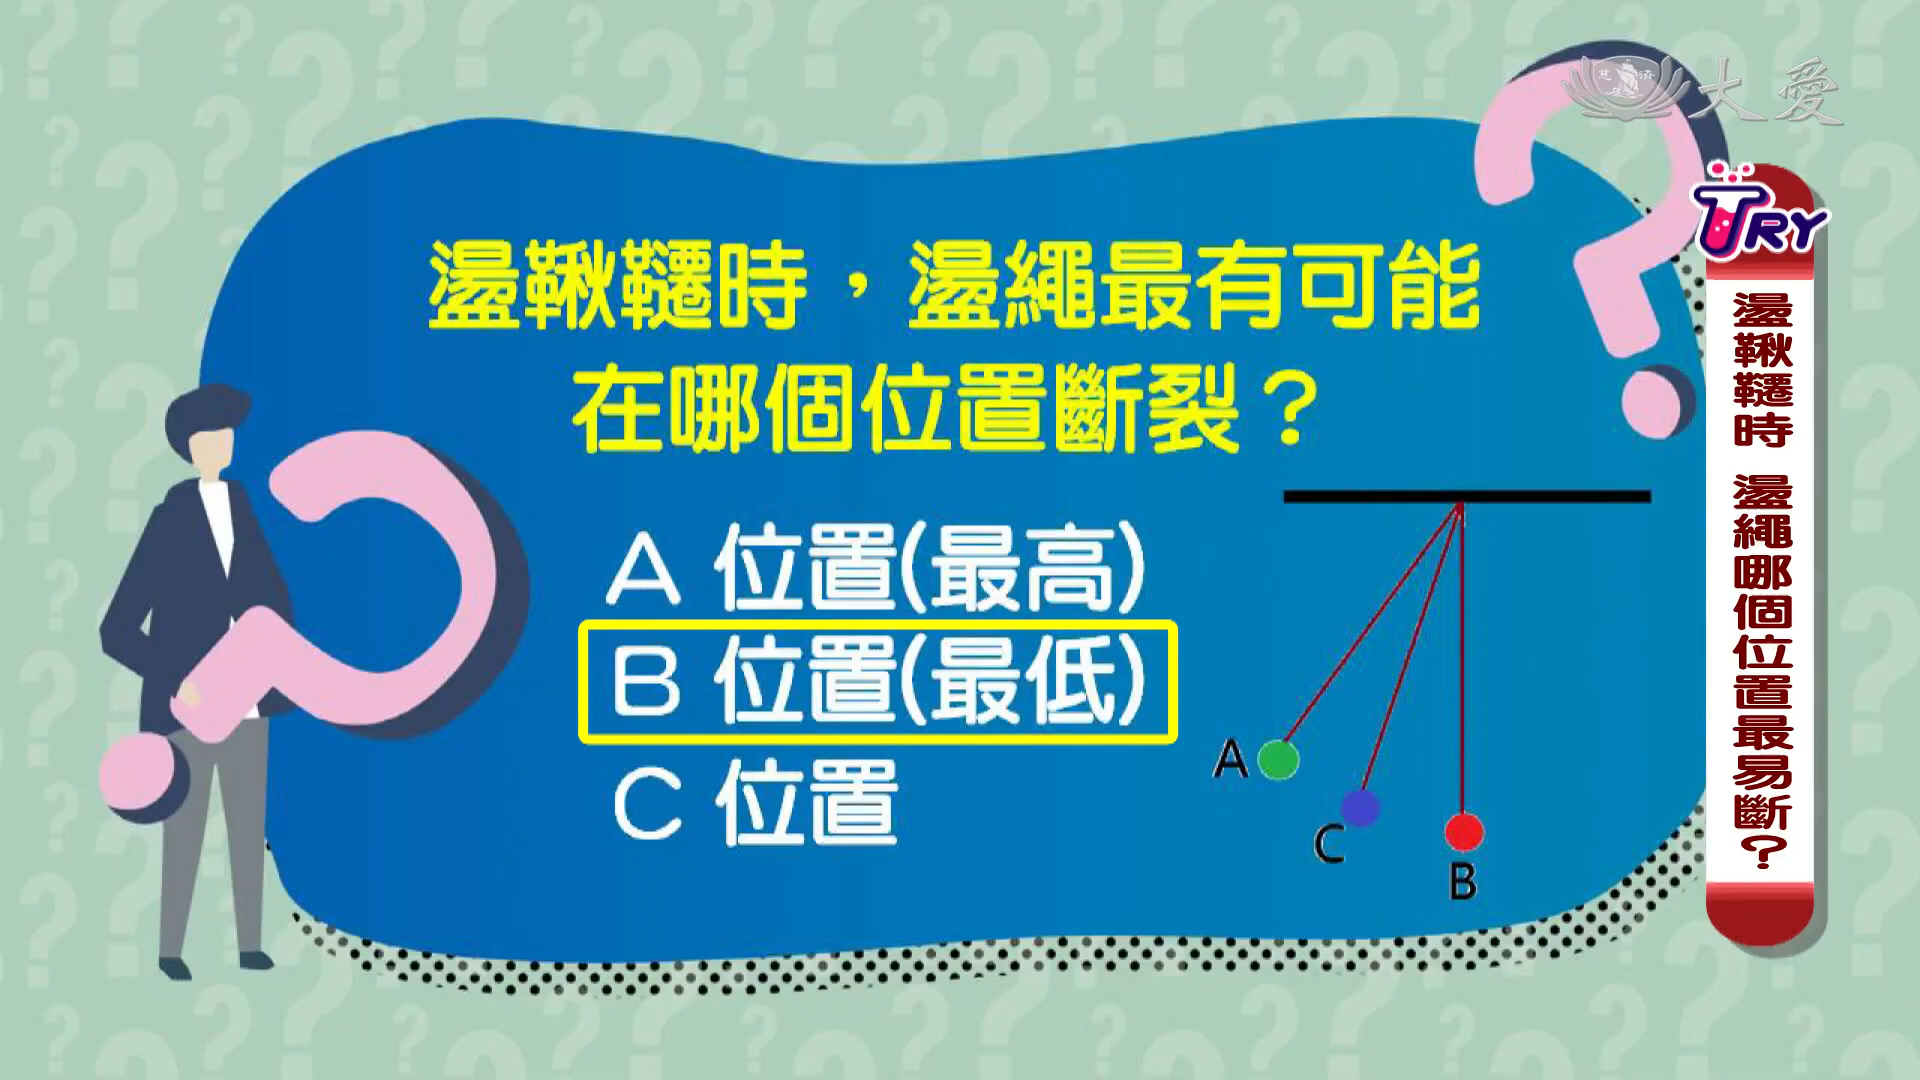 盪鞦韆時，盪繩最有可能
在哪個位置斷裂？
A 位置(最高)
B 位置(最低)
C 位置
A
C
B
慈濟
大愛
TRY
盪鞦韆時 盪繩哪個位置最易斷？